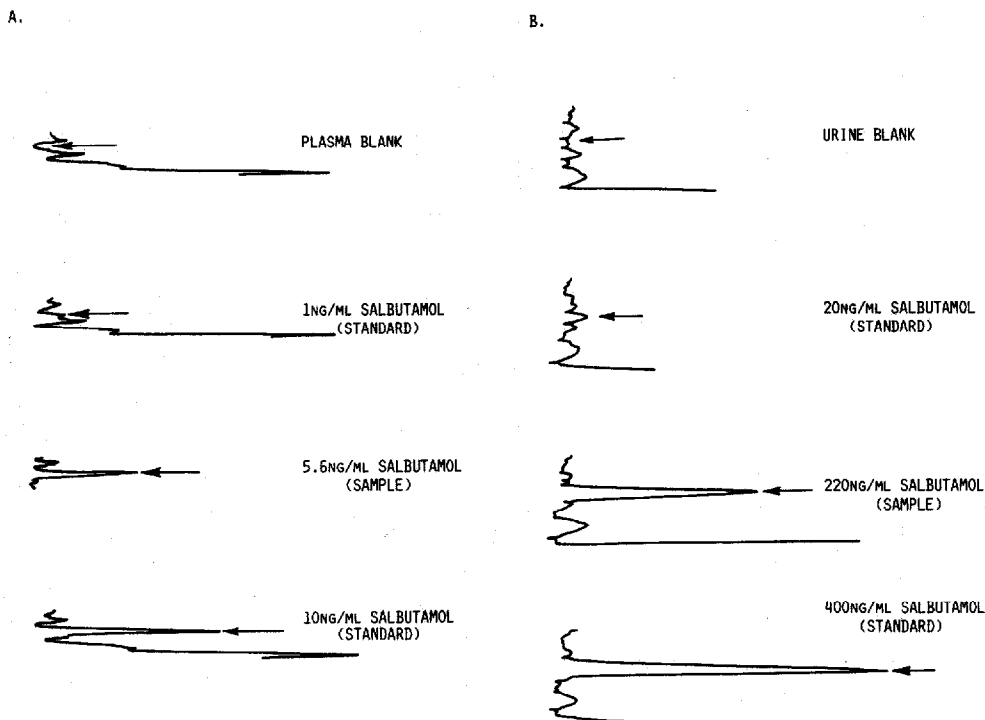 A.
PLASMA BLANK
1NG/ML SALBUTAMOL
(STANDARD)
5.6NG/ML SALBUTAMOL
(SAMPLE)
10NG/ML SALBUTAMOL
(STANDARD)
B.
URINE BLANK
20NG/ML SALBUTAMOL
(STANDARD)
220NG/ML SALBUTAMOL
(SAMPLE)
400NG/ML SALBUTAMOL
(STANDARD)